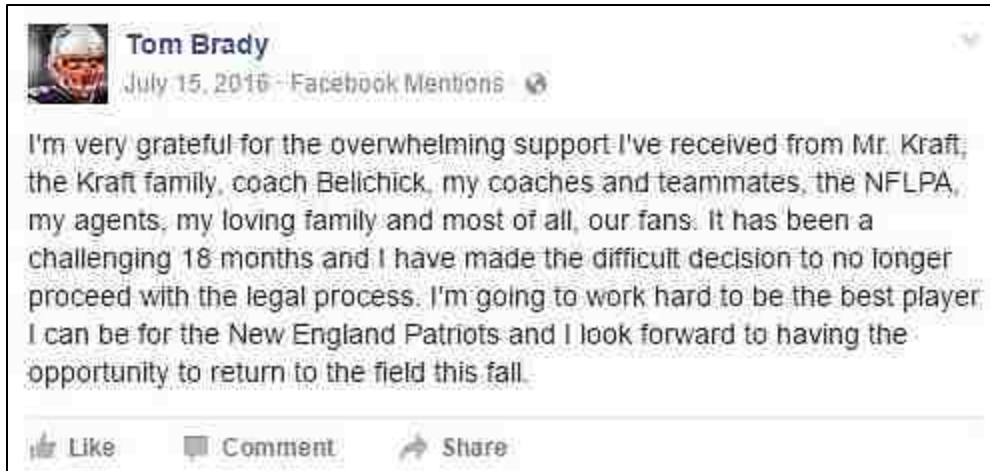 Tom Brady
July 15, 2016 · Facebook Mentions ·
I'm very grateful for the overwhelming support I've received from Mr. Kraft,
the Kraft family, coach Belichick, my coaches and teammates, the NFLPA,
my agents, my loving family and most of all, our fans. It has been a
challenging 18 months and I have made the difficult decision to no longer
proceed with the legal process. I'm going to work hard to be the best player
I can be for the New England Patriots and I look forward to having the
opportunity to return to the field this fall.
Like Comment Share